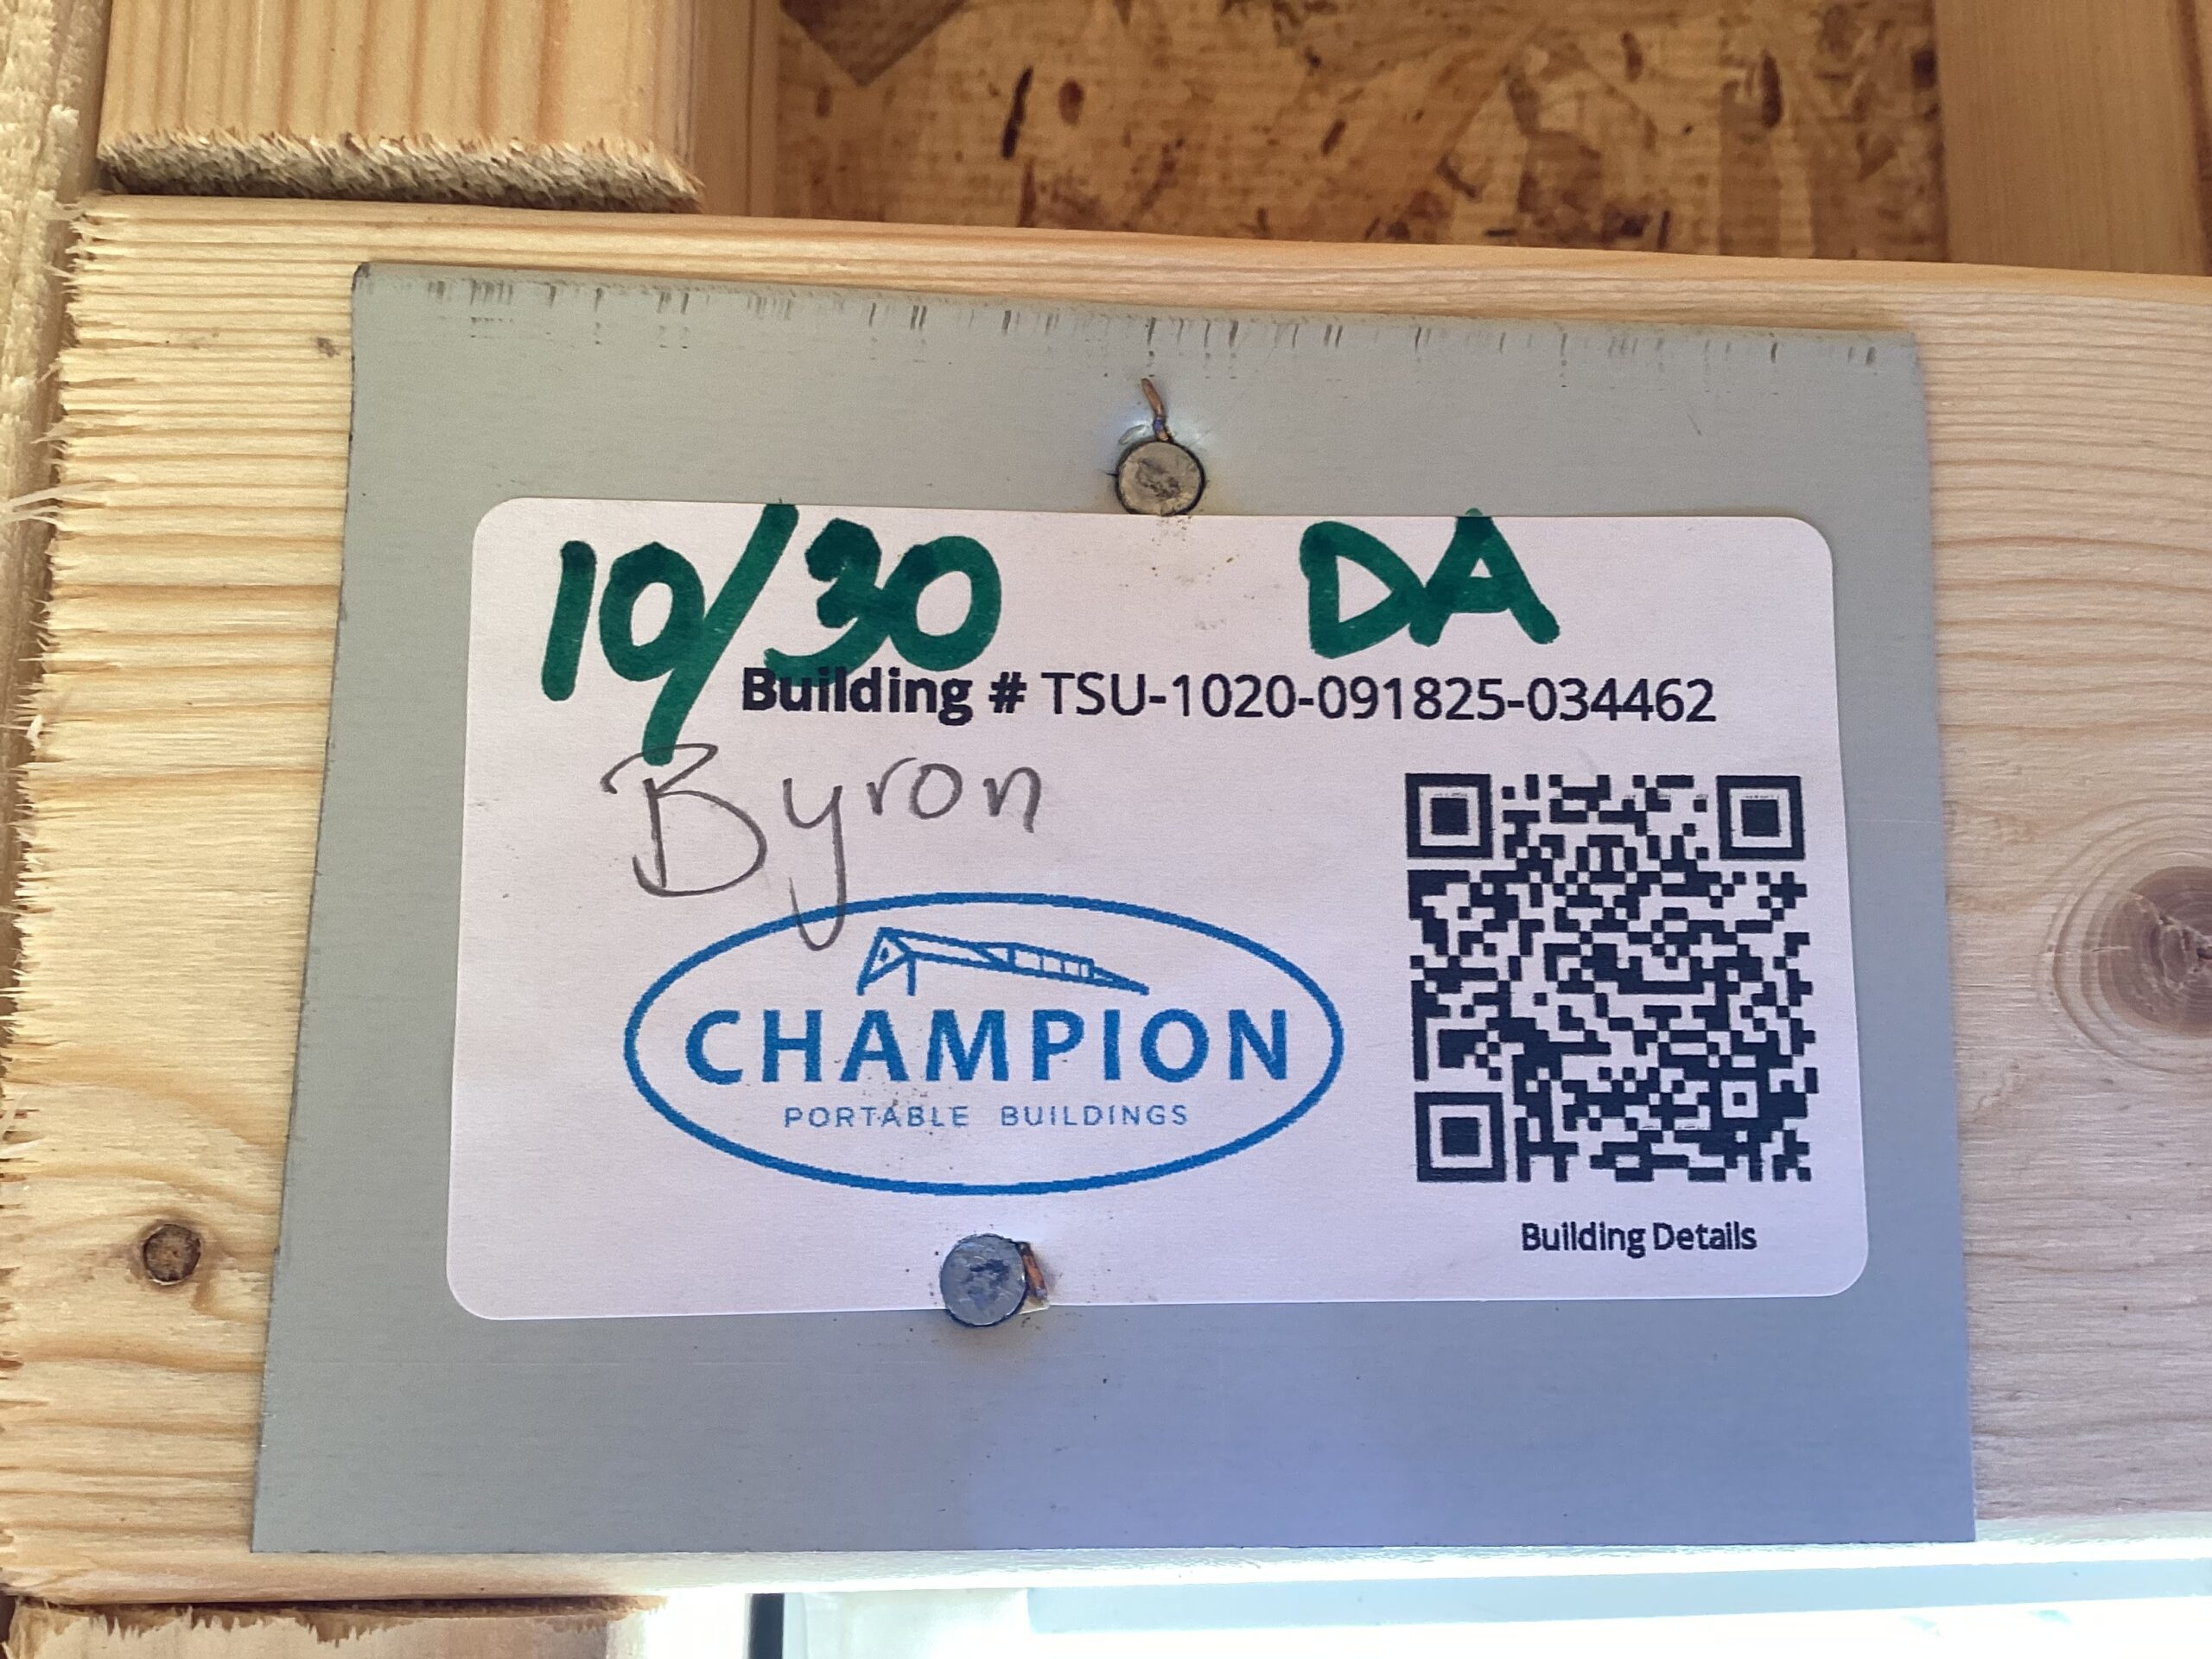 10/30 DA
Building # TSU-1020-091825-034462
Byron
CHAMPION
PORTABLE BUILDINGS
Building Details